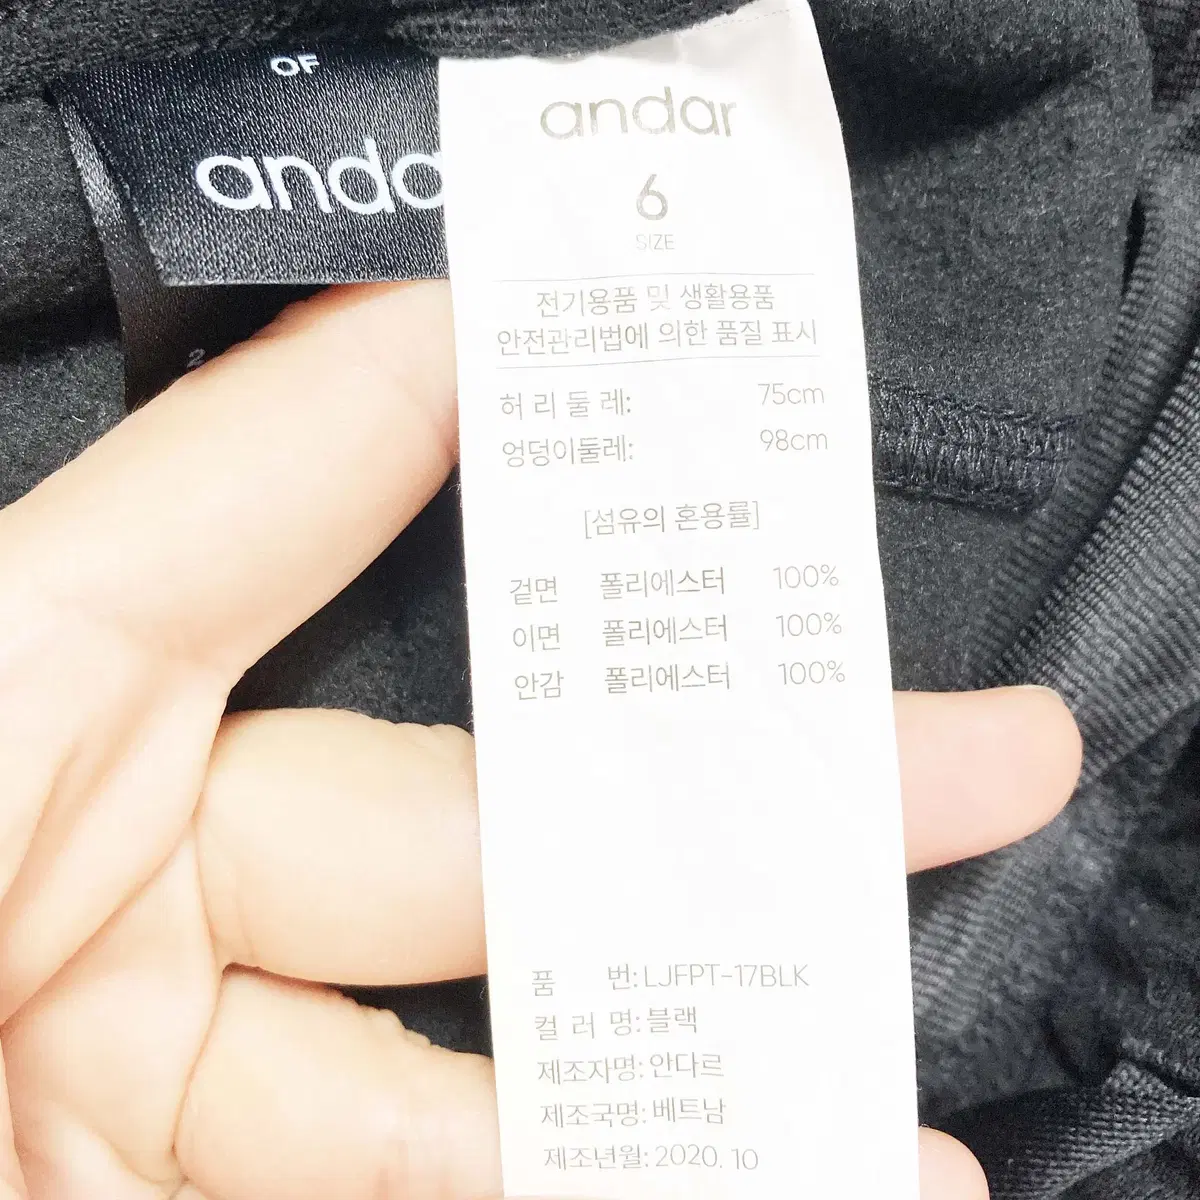 OF
anda
2
andar
6
SIZE
전기용품 및 생활용품
안전관리법에 의한 품질 표시
허 리 둘 레: 75cm
엉덩이둘레: 98cm
[섬유의 혼용률]
겉면 폴리에스터 100%
이면 폴리에스터 100%
안감 폴리에스터 100%
품 번: LJFPT-17BLK
컬 러 명: 블랙
제조자명: 안다르
제조국명: 베트남
제조년월: 2020. 10